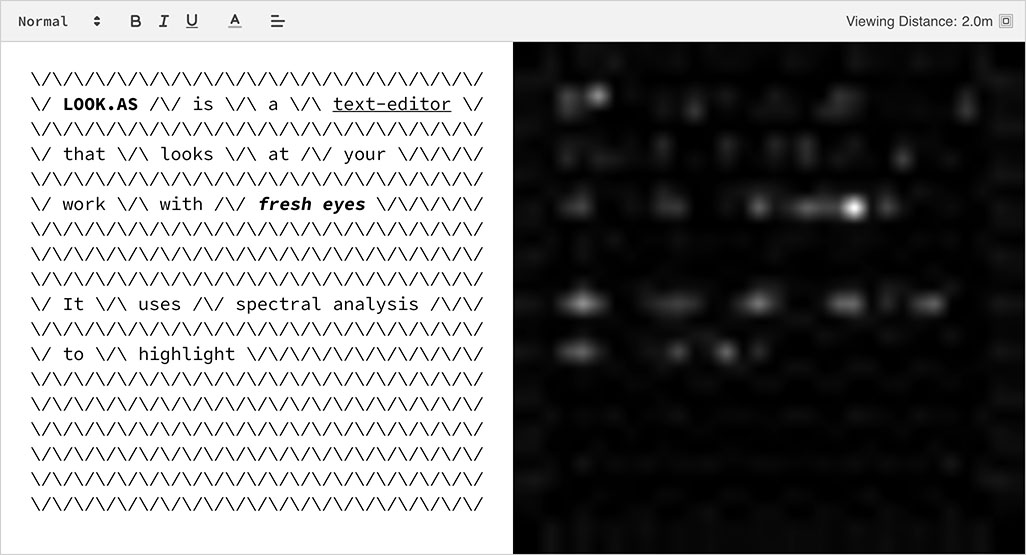 Normal B I U A Viewing Distance: 2.0m
\/\/\/\/\/\/\/\/\/\/\/\/\/\/\/\/\/\/\/\/\/
\/ LOOK.AS /\/ is \/\ a \/\ text-editor \/
\/\/\/\/\/\/\/\/\/\/\/\/\/\/\/\/\/\/\/\/\/
\/ that \/\ looks \/\ at /\/ your \/\/\/\/
\/\/\/\/\/\/\/\/\/\/\/\/\/\/\/\/\/\/\/\/\/
\/ work \/\ with /\/ fresh eyes \/\/\/\/\/
\/\/\/\/\/\/\/\/\/\/\/\/\/\/\/\/\/\/\/\/\/
\/\/\/\/\/\/\/\/\/\/\/\/\/\/\/\/\/\/\/\/\/
\/\/\/\/\/\/\/\/\/\/\/\/\/\/\/\/\/\/\/\/\/
\/ It \/\ uses /\/ spectral analysis /\/\/
\/\/\/\/\/\/\/\/\/\/\/\/\/\/\/\/\/\/\/\/\/
\/ to \/\ highlight \/\/\/\/\/\/\/\/\/\/\/
\/\/\/\/\/\/\/\/\/\/\/\/\/\/\/\/\/\/\/\/\/
\/\/\/\/\/\/\/\/\/\/\/\/\/\/\/\/\/\/\/\/\/
\/\/\/\/\/\/\/\/\/\/\/\/\/\/\/\/\/\/\/\/\/
\/\/\/\/\/\/\/\/\/\/\/\/\/\/\/\/\/\/\/\/\/
\/\/\/\/\/\/\/\/\/\/\/\/\/\/\/\/\/\/\/\/\/
\/\/\/\/\/\/\/\/\/\/\/\/\/\/\/\/\/\/\/\/\/